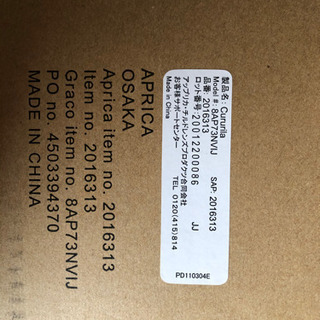 製品名: Cururila
Model #: 8AP73NVIJ SAP: 2016313
品番: 2016313
ロット番号 20012200086 JJ
アップリカ・チルドレンズプロダクツ合同会社
お客様サポートセンター TEL 0120(415)814
Made in China
PD110304E
APRICA
OSAKA
Aprica item no. 2016313
Item no. 2016313
Graco item no. 8AP73NVIJ
PO no. 4503394370
MADE IN CHINA